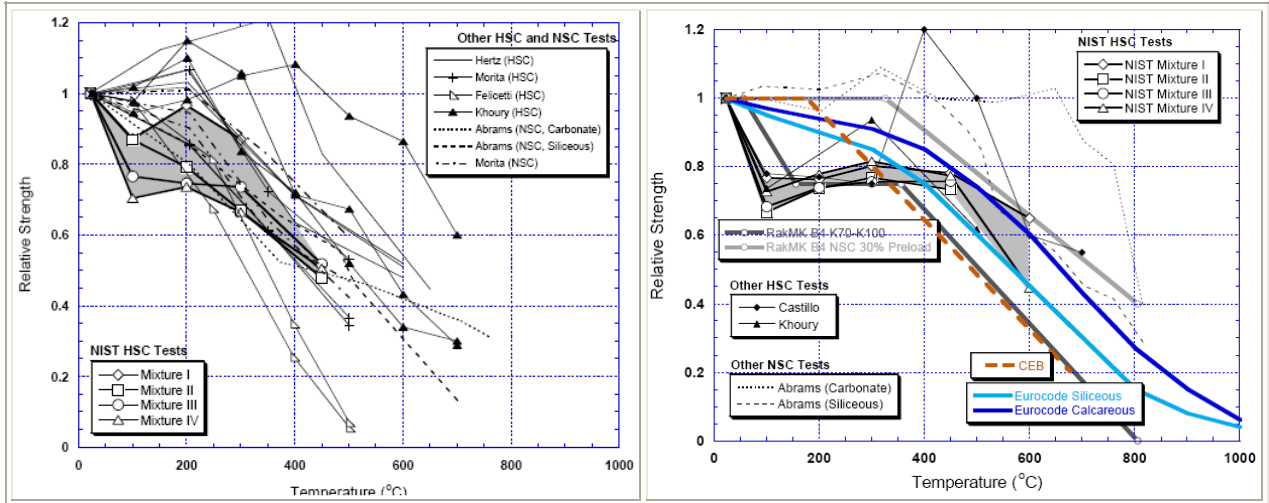 Other HSC and NSC Tests
Hertz (HSC)
Morita (HSC)
Felicetti (HSC)
Khoury (HSC)
Abrams (NSC, Carbonate)
Abrams (NSC, Siliceous)
Morita (NSC)
NIST HSC Tests
Mixture I
Mixture II
Mixture III
Mixture IV
Relative Strength
1.2
1
0.8
0.6
0.4
0.2
0
0 200 400 600 800 1000
Temperature (°C)
NIST HSC Tests
NIST Mixture I
NIST Mixture II
NIST Mixture III
NIST Mixture IV
RakMK B4 K70-K100
RakMK B4 NSC 30% Preload
Other HSC Tests
Castillo
Khoury
Other NSC Tests
Abrams (Carbonate)
Abrams (Siliceous)
CEB
Eurocode Siliceous
Eurocode Calcareous
Relative Strength
1.2
1
0.8
0.6
0.4
0.2
0
0 200 400 600 800 1000
Temperature (°C)